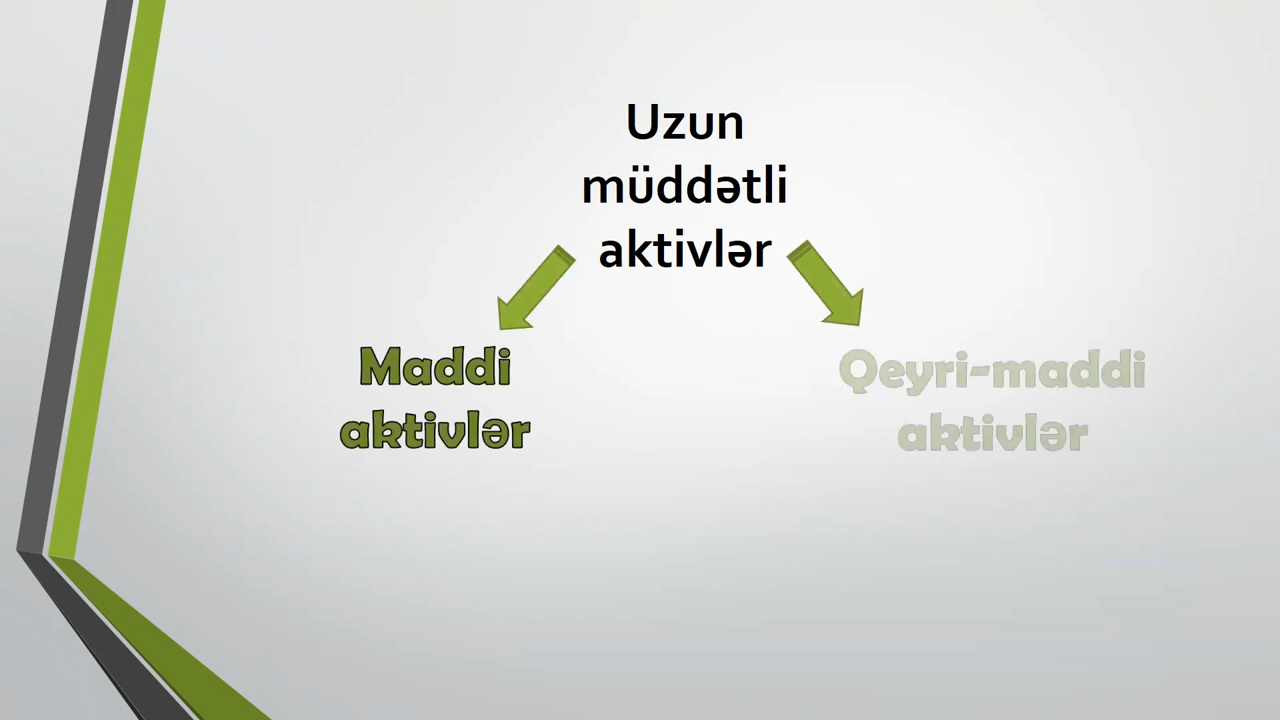 Uzun
müddətli
aktivlər
Maddi
aktivlər
Qeyri-maddi
aktivlər